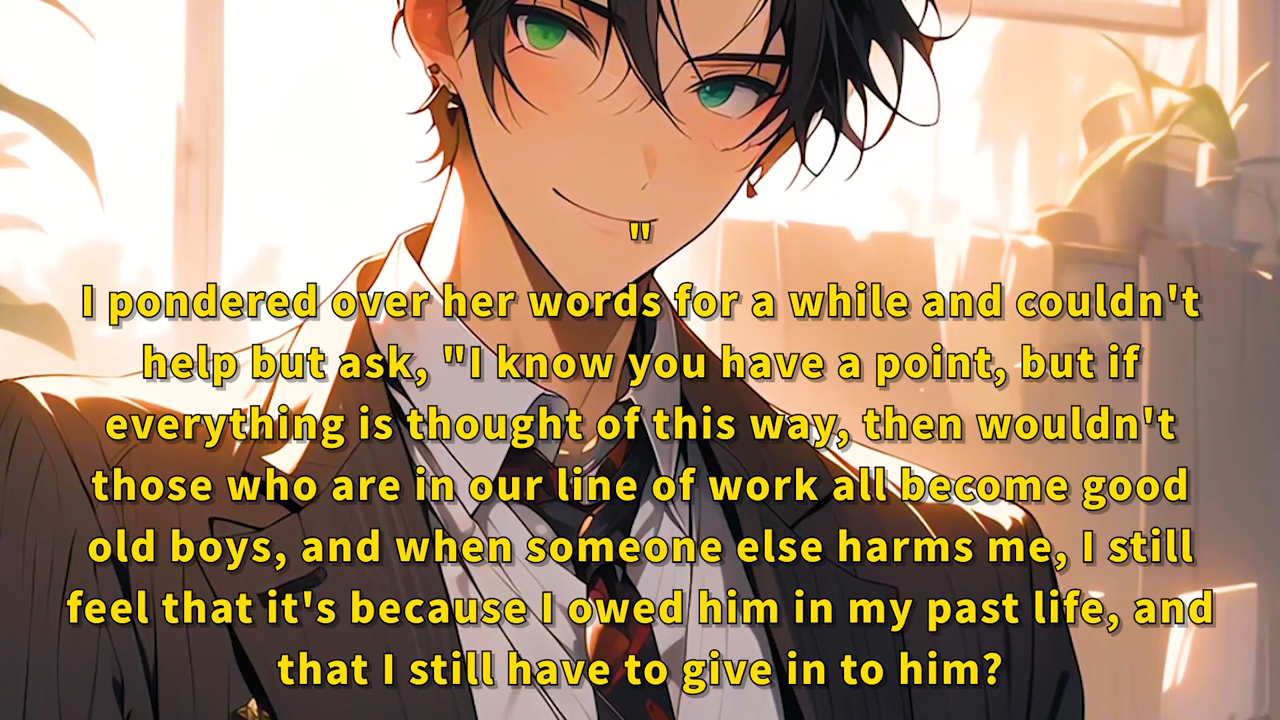 "
I pondered over her words for a while and couldn't
help but ask, "I know you have a point, but if
everything is thought of this way, then wouldn't
those who are in our line of work all become good
old boys, and when someone else harms me, I still
feel that it's because I owed him in my past life, and
that I still have to give in to him?